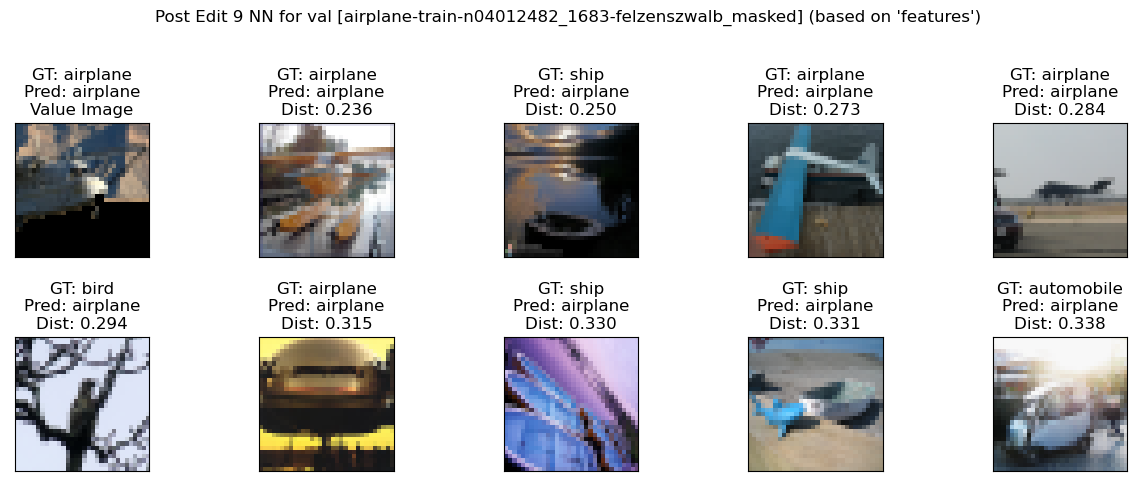 Post Edit 9 NN for val [airplane-train-n04012482_1683-felzenszwalb_masked] (based on 'features')
GT: airplane
Pred: airplane
Value Image
GT: airplane
Pred: airplane
Dist: 0.236
GT: ship
Pred: airplane
Dist: 0.250
GT: airplane
Pred: airplane
Dist: 0.273
GT: airplane
Pred: airplane
Dist: 0.284
GT: bird
Pred: airplane
Dist: 0.294
GT: airplane
Pred: airplane
Dist: 0.315
GT: ship
Pred: airplane
Dist: 0.330
GT: ship
Pred: airplane
Dist: 0.331
GT: automobile
Pred: airplane
Dist: 0.338